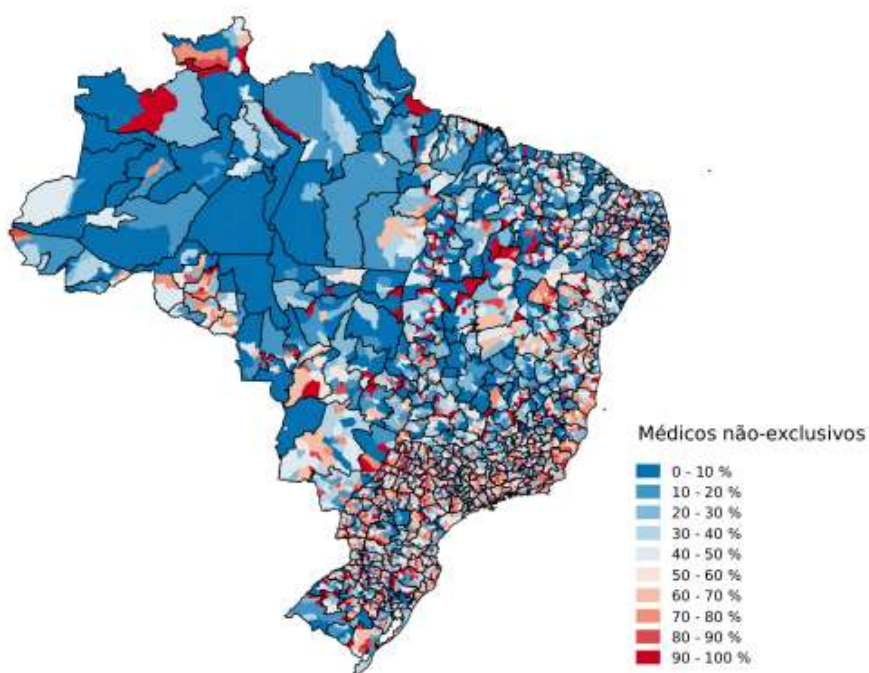 Médicos não-exclusivos
0 - 10 %
10 - 20 %
20 - 30 %
30 - 40 %
40 - 50 %
50 - 60 %
60 - 70 %
70 - 80 %
80 - 90 %
90 - 100 %